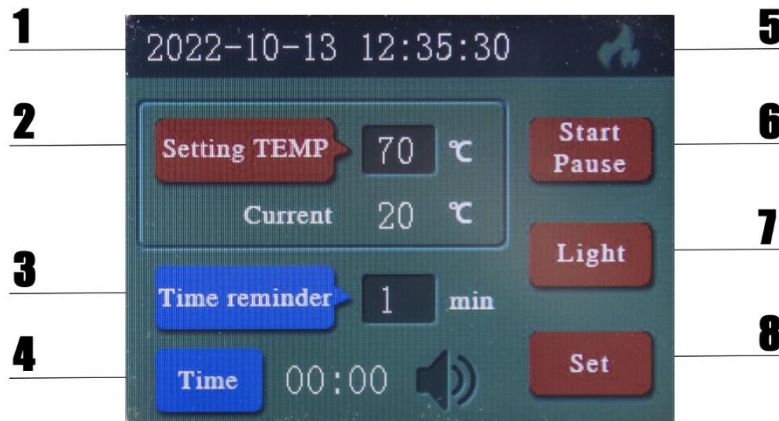 1
2022-10-13 12:35:30
5
2
Setting TEMP 70 ℃
Current 20 ℃
Start
Pause
6
Light
7
3
Time reminder 1 min
4
Time 00:00
Set
8